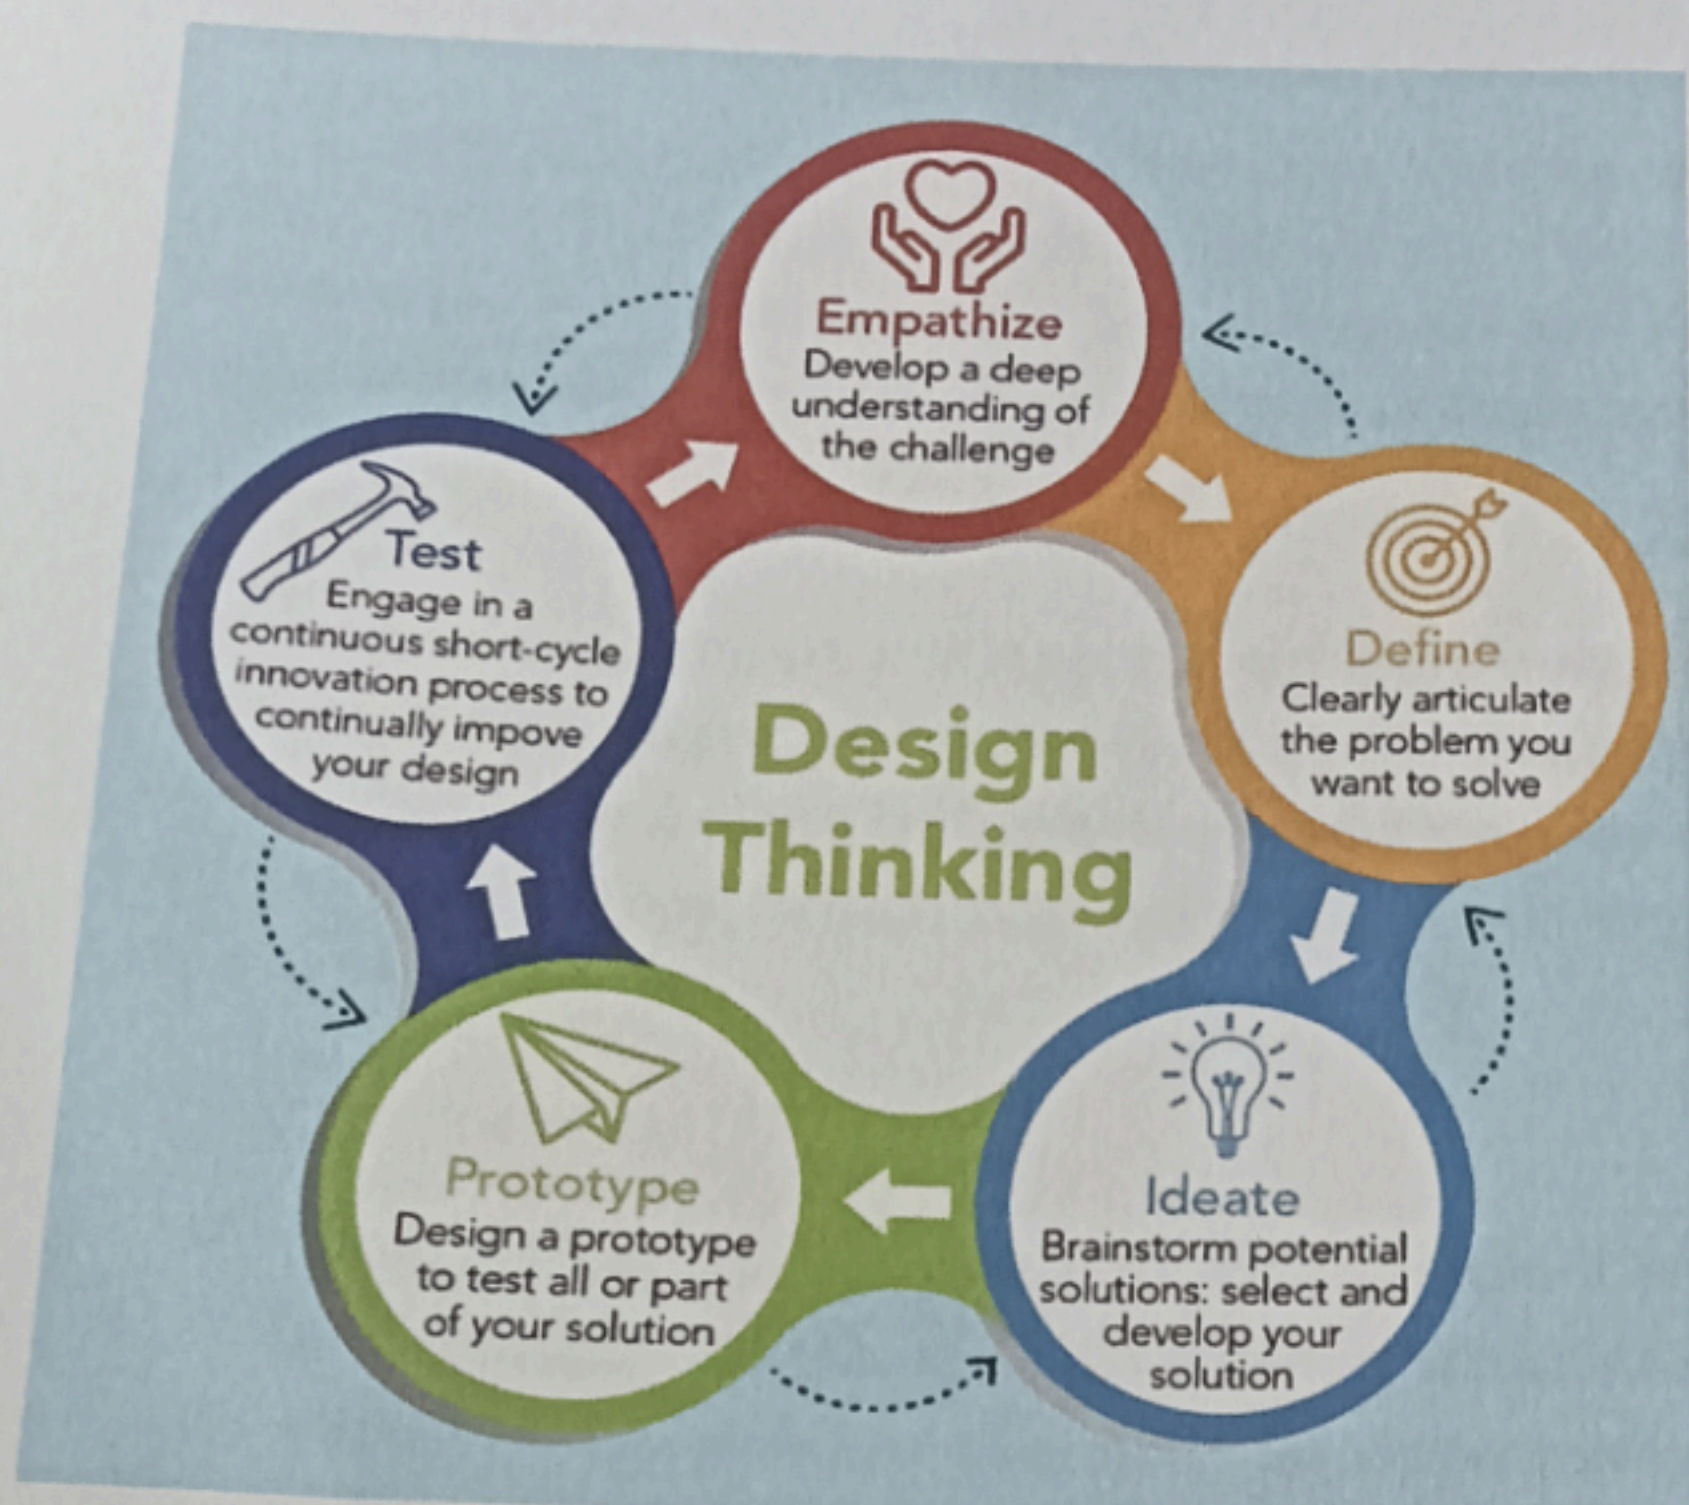 Empathize
Develop a deep
understanding of
the challenge
Define
Clearly articulate
the problem you
want to solve
Ideate
Brainstorm potential
solutions: select and
develop your
solution
Prototype
Design a prototype
to test all or part
of your solution
Test
Engage in a
continuous short-cycle
innovation process to
continually impove
your design
Design
Thinking